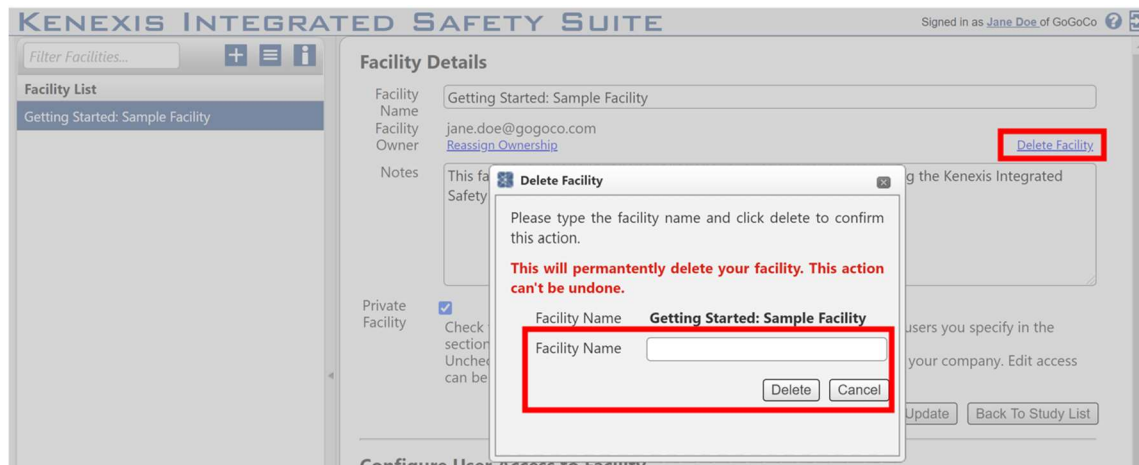 KENEXIS INTEGRATED SAFETY SUITE
Signed in as Jane Doe of GoGoCo
Filter Facilities...
Facility List
Getting Started: Sample Facility
Facility Details
Facility Name
Getting Started: Sample Facility
Facility Owner
jane.doe@gogoco.com
Reassign Ownership
Delete Facility
Notes
This fa
g the Kenexis Integrated
Safety
Delete Facility
Please type the facility name and click delete to confirm
this action.
This will permantently delete your facility. This action
can't be undone.
Facility Name Getting Started: Sample Facility
Facility Name
Delete Cancel
Private
Facility
Check
users you specify in the
section
Unchec
your company. Edit access
can be
Update Back To Study List
Configure User Access to Facility